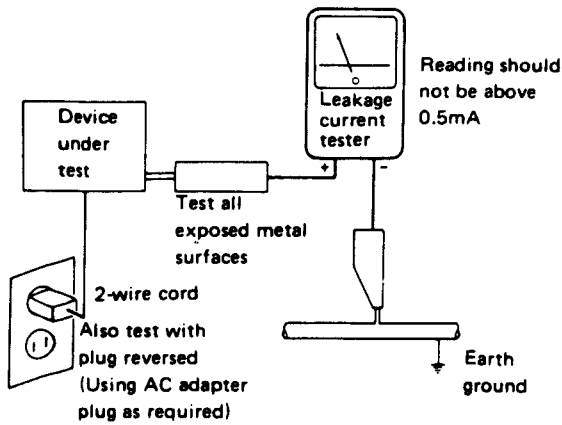 Device
under
test
Leakage
current
tester
+ -
Reading should
not be above
0.5mA
Test all
exposed metal
surfaces
2-wire cord
Also test with
plug reversed
(Using AC adapter
plug as required)
Earth
ground